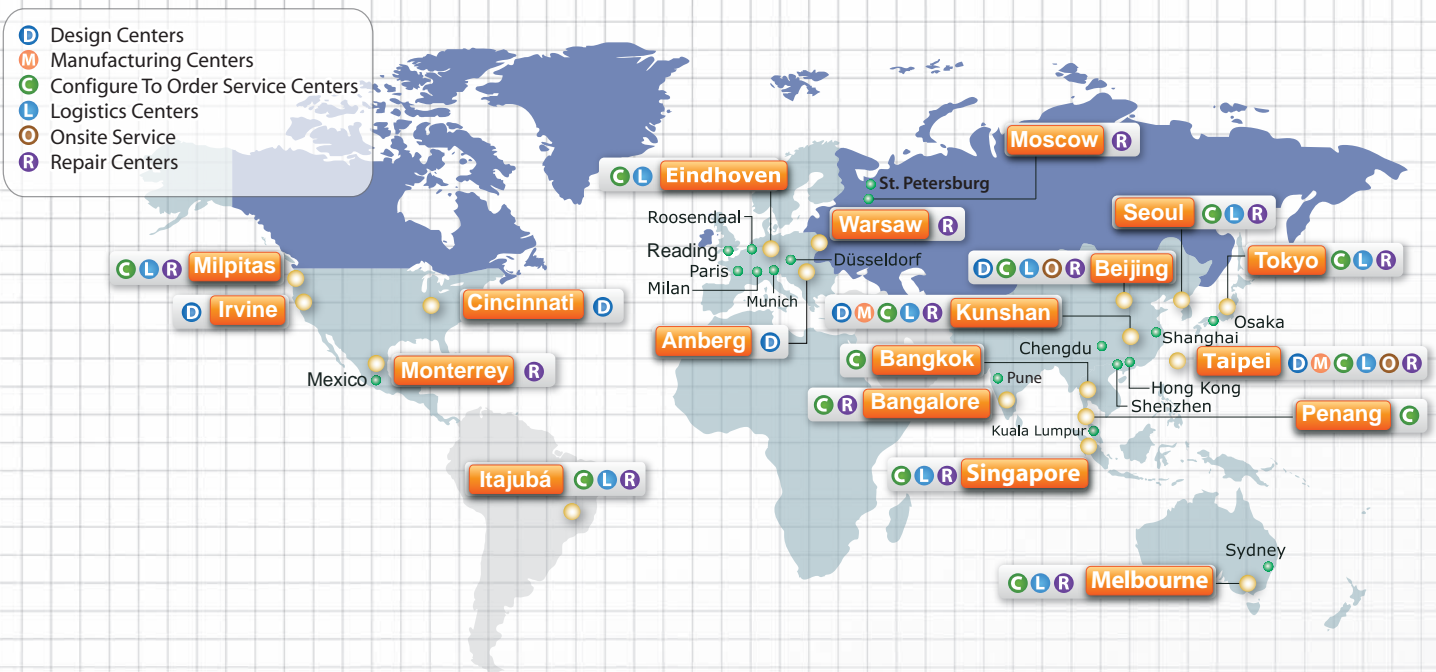 D Design Centers
M Manufacturing Centers
C Configure To Order Service Centers
L Logistics Centers
O Onsite Service
R Repair Centers
Moscow R
C L Eindhoven
St. Petersburg
Roosendaal
Warsaw R
Seoul C L R
Reading
Düsseldorf
C L R Milpitas
Paris
D C L O R Beijing
Tokyo C L R
Milan
Munich
D Irvine
Cincinnati D
D M C L R Kunshan
Osaka
Shanghai
Amberg D
Chengdu
C Bangkok
Taipei D M C L O R
Monterrey R
Mexico
Pune
Hong Kong
C R Bangalore
Shenzhen
Penang C
Kuala Lumpur
Itajubá C L R
C L R Singapore
Sydney
C L R Melbourne